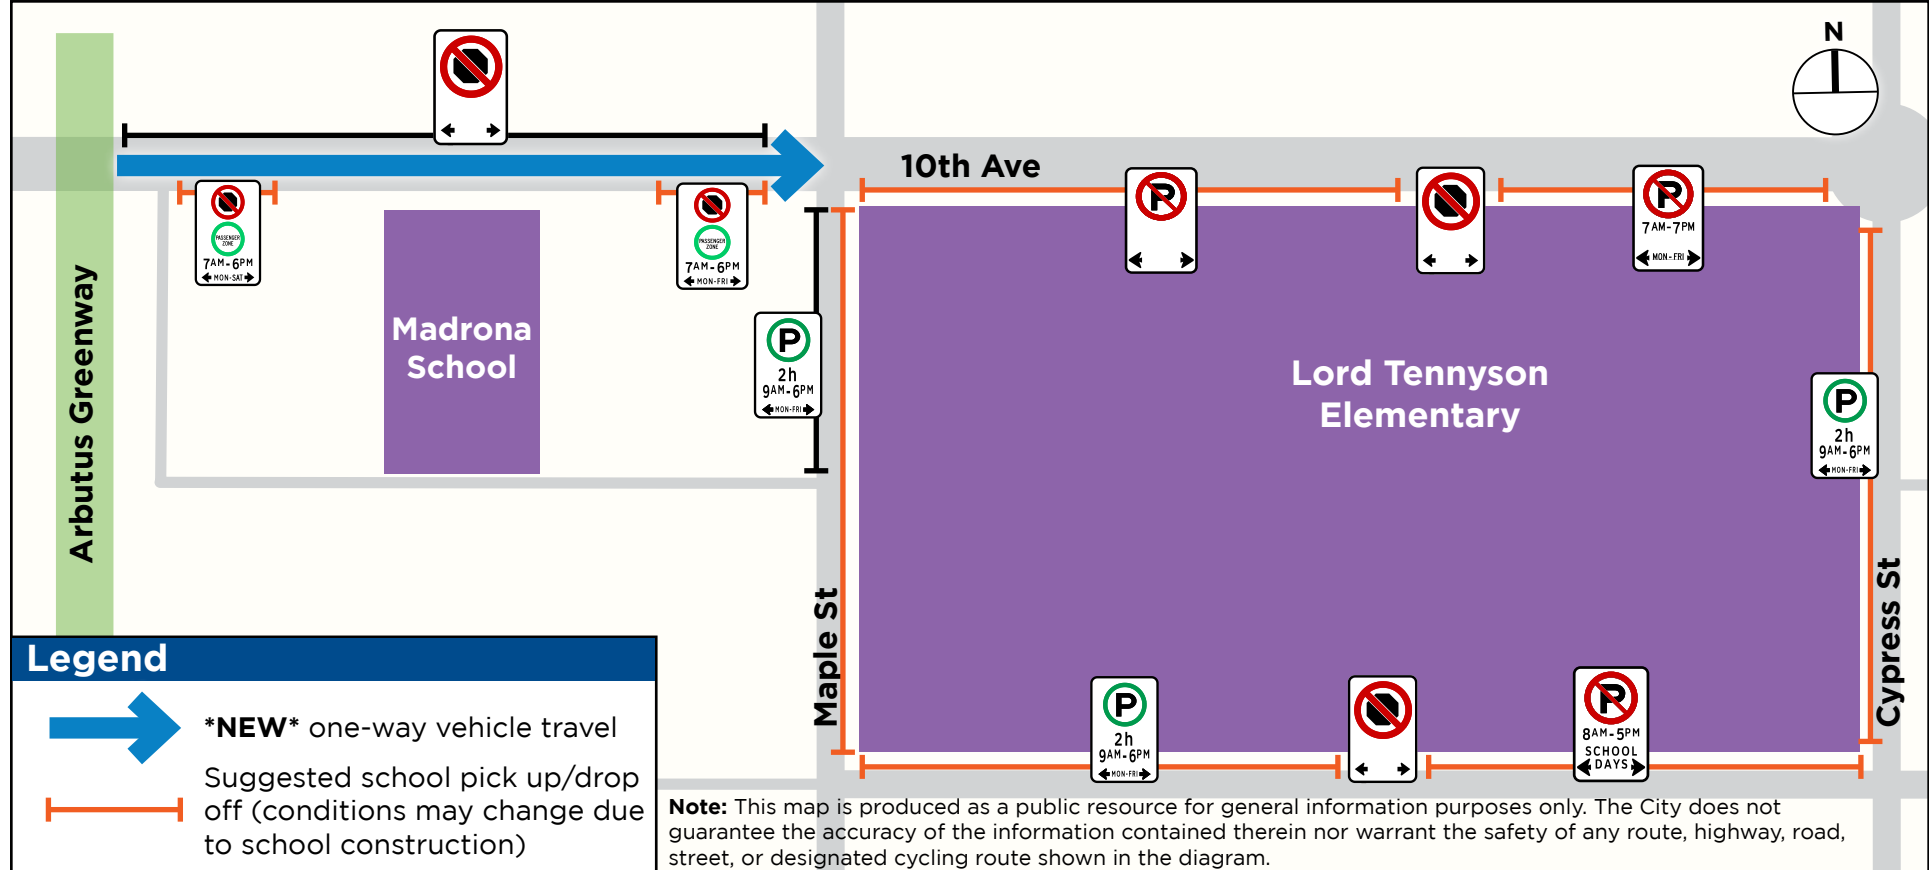 N
10th Ave
P
P
7AM-7PM
MON-FRI
PASSENGER
ZONE
7AM-6PM
MON-SAT
PASSENGER
ZONE
7AM-6PM
MON-FRI
Arbutus Greenway
Madrona
School
P
2h
9AM-6PM
MON-FRI
Lord Tennyson
Elementary
P
2h
9AM-6PM
MON-FRI
Maple St
Cypress St
P
2h
9AM-6PM
MON-FRI
P
8AM-5PM
SCHOOL
DAYS
Legend
*NEW* one-way vehicle travel
Suggested school pick up/drop
off (conditions may change due
to school construction)
Note: This map is produced as a public resource for general information purposes only. The City does not
guarantee the accuracy of the information contained therein nor warrant the safety of any route, highway, road,
street, or designated cycling route shown in the diagram.